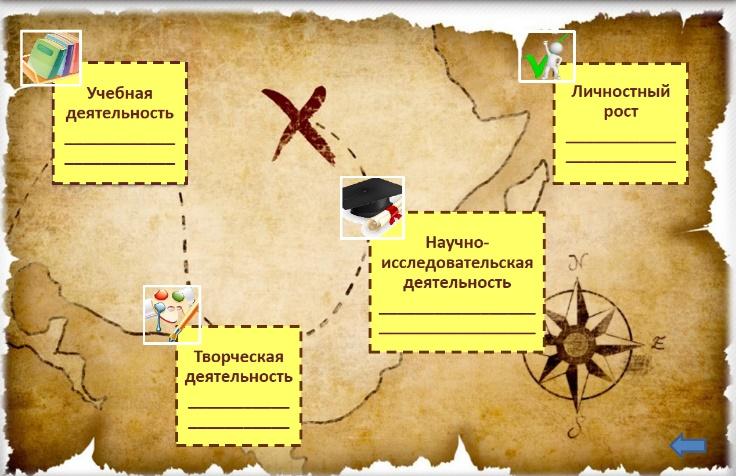 Учебная
деятельность
Личностный
рост
Научно-
исследовательская
деятельность
N
E
S
Творческая
деятельность